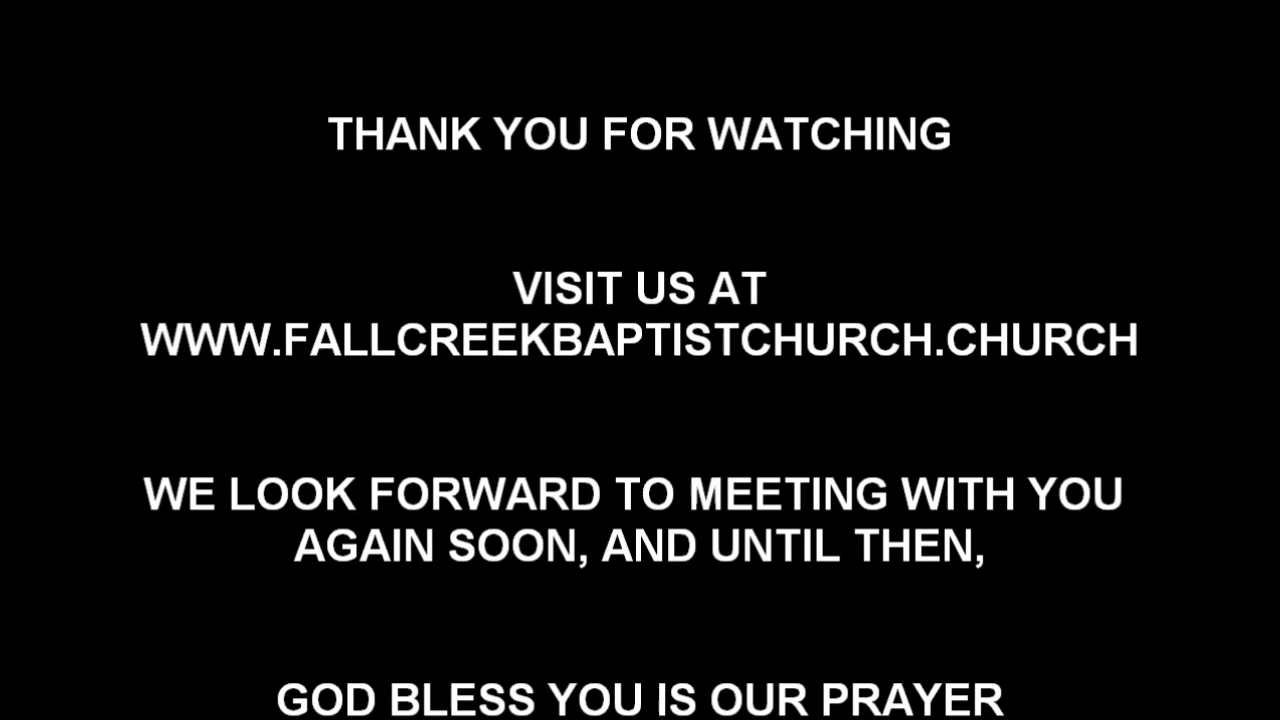 THANK YOU FOR WATCHING
VISIT US AT
WWW.FALLCREEKBAPTISTCHURCH.CHURCH
WE LOOK FORWARD TO MEETING WITH YOU
AGAIN SOON, AND UNTIL THEN,
GOD BLESS YOU IS OUR PRAYER